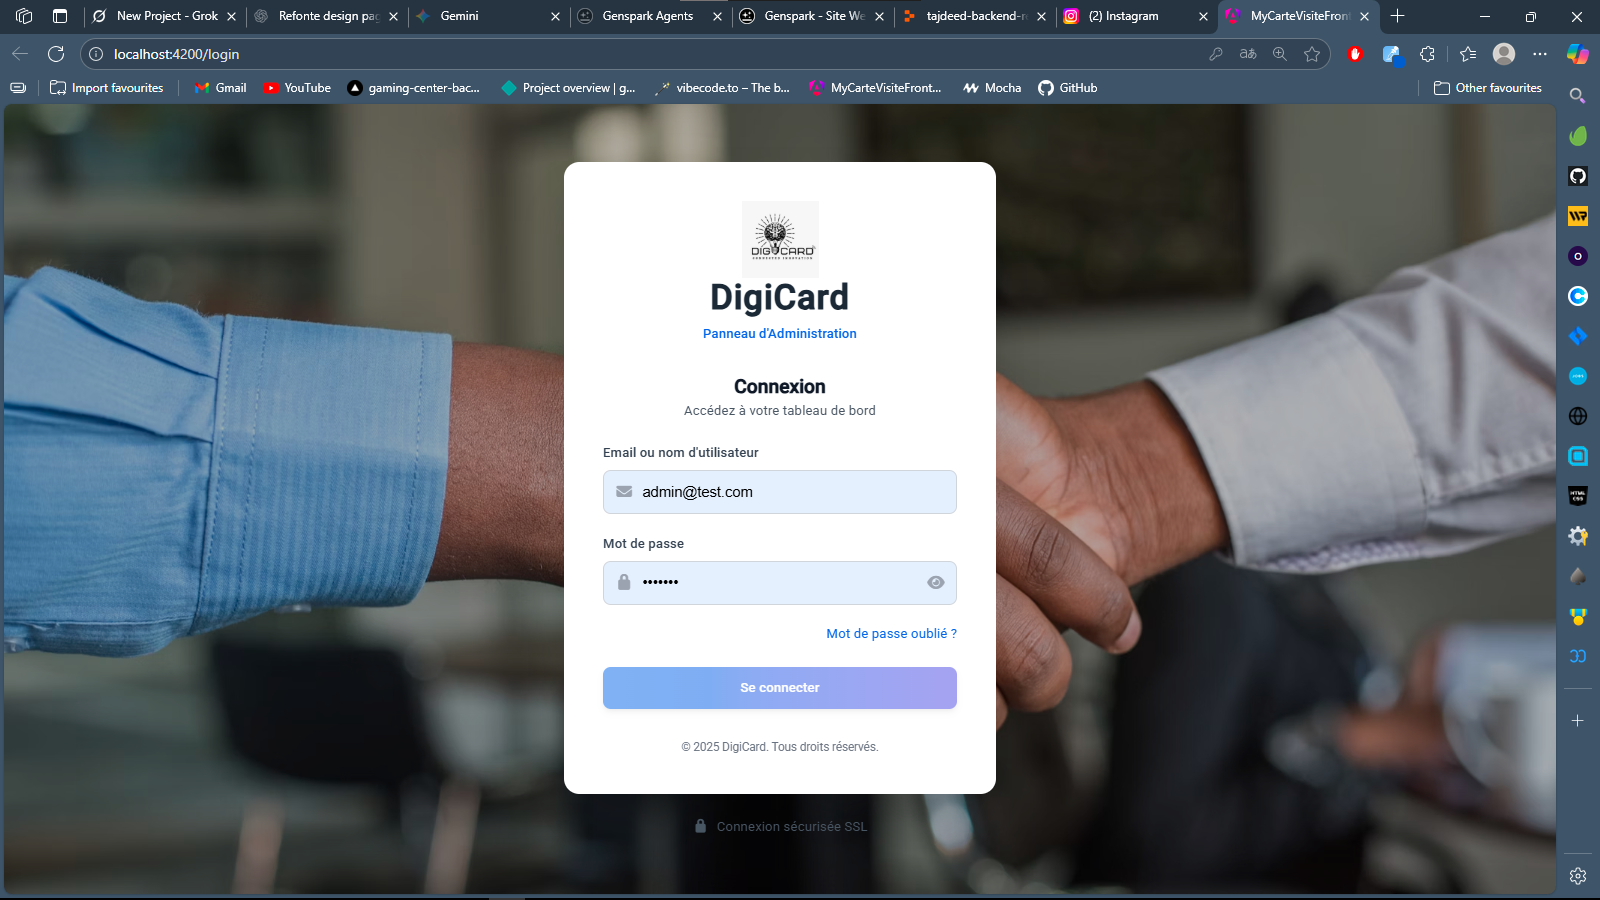 New Project - Grok
Refonte design pag
Gemini
Genspark Agents
Genspark - Site We
tajdeed-backend-n
(2) Instagram
MyCarteVisiteFront
localhost:4200/login
Import favourites
Gmail
YouTube
gaming-center-bac...
Project overview | g...
vibecode.to – The b...
MyCarteVisiteFront...
Mocha
GitHub
Other favourites
DIGICARD
DigiCard
Panneau d'Administration
Connexion
Accédez à votre tableau de bord
Email ou nom d'utilisateur
admin@test.com
Mot de passe
•••••••
Mot de passe oublié ?
Se connecter
© 2025 DigiCard. Tous droits réservés.
Connexion sécurisée SSL